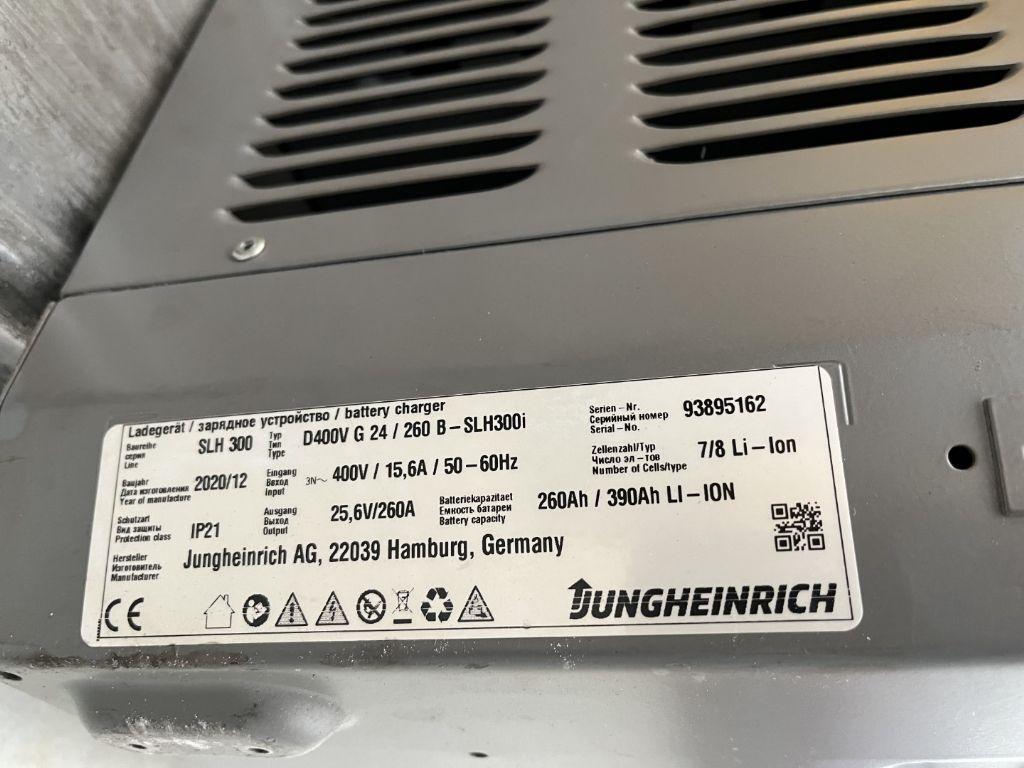 Ladegerät / зарядное устройство / battery charger
Baureihe
серия
Line
SLH 300
Typ
Тип
Type
D400V G 24 / 260 B-SLH300i
Serien-Nr.
Серийный номер
Serial-No.
93895162
Baujahr
Дата изготовления
Year of manufacture
2020/12
Eingang
Вход
Input
3N~ 400V / 15,6A / 50-60Hz
Zellenzahl/Typ
Число эл-тов
Number of Cells/type
7/8 Li-Ion
Schutzart
Вид защиты
Protection class
IP21
Ausgang
Выход
Output
25,6V/260A
Batteriekapazitaet
Емкость батареи
Battery capacity
260Ah / 390Ah LI-ION
Hersteller
Изготовитель
Manufacturer
Jungheinrich AG, 22039 Hamburg, Germany
CE
JUNGHEINRICH